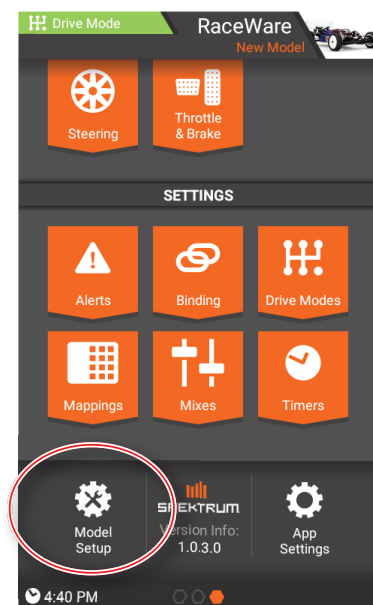 Drive Mode
RaceWare
New Model
Steering
Throttle
& Brake
SETTINGS
Alerts
Binding
Drive Modes
Mappings
Mixes
Timers
Model
Setup
SPEKTRUM
Version Info:
1.0.3.0
App
Settings
4:40 PM